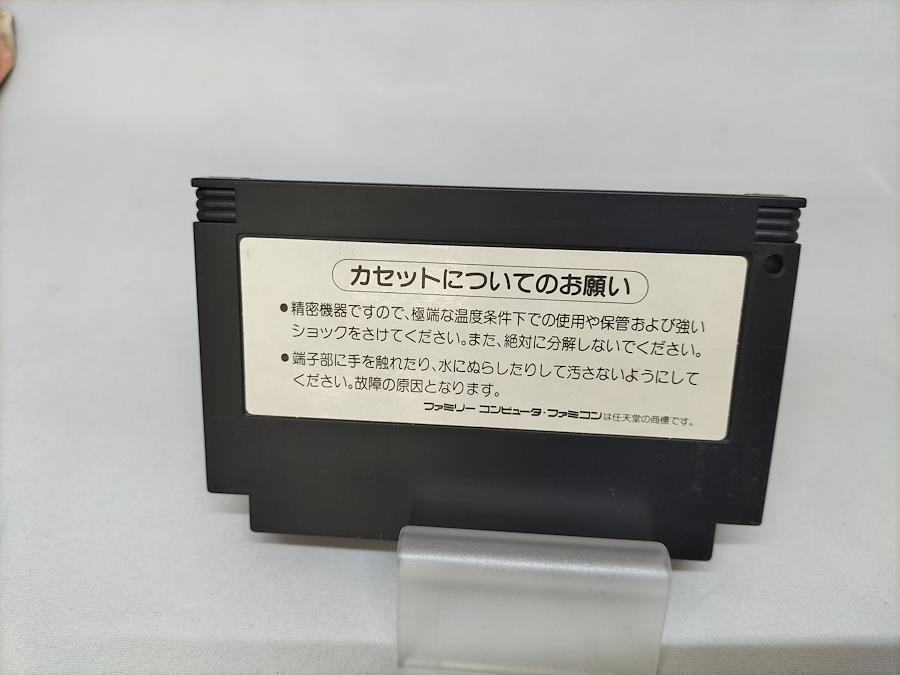 カセットについてのお願い
●精密機器ですので、極端な温度条件下での使用や保管および強い
ショックをさけてください。また、絶対に分解しないでください。
●端子部に手を触れたり、水にぬらしたりして汚さないようにして
ください。故障の原因となります。
ファミリー コンピュータ・ファミコンは任天堂の商標です。